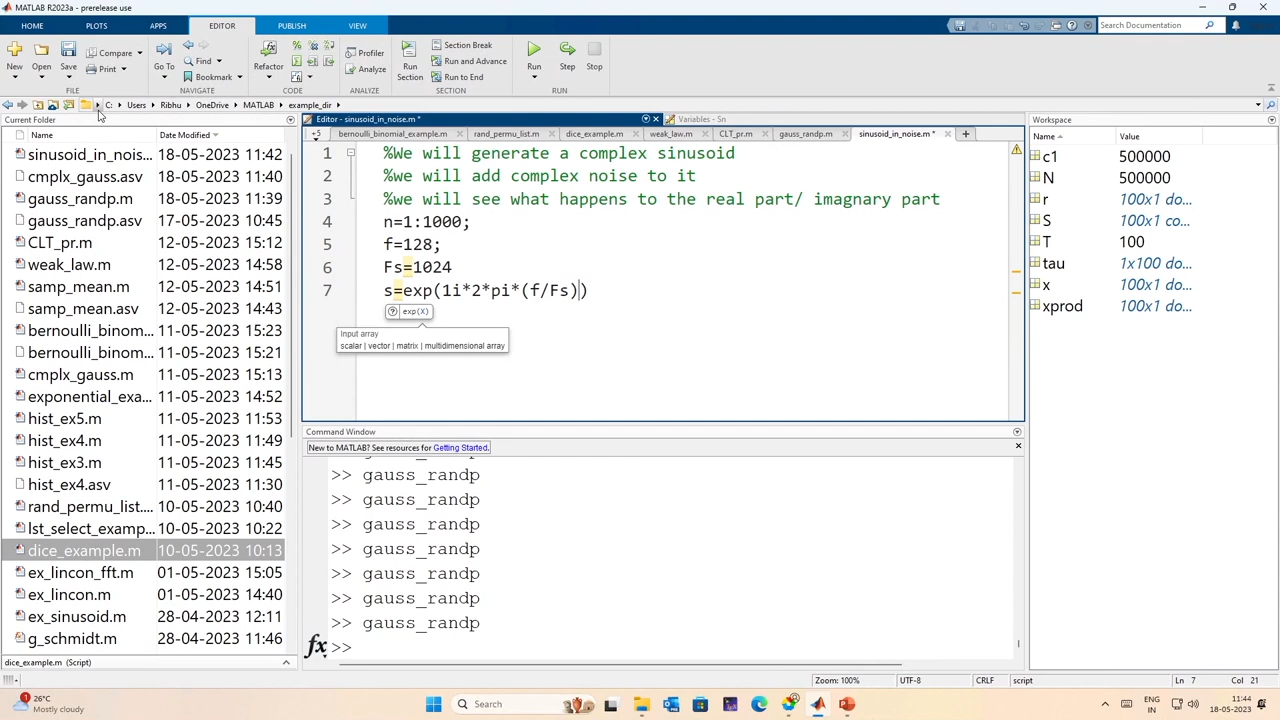 MATLAB R2023a - prerelease use
HOME PLOTS APPS EDITOR PUBLISH VIEW
Search Documentation
New Open Save Compare Print Go To Find Bookmark Refactor Profiler Analyze Run Section Section Break Run and Advance Run to End Run Step Stop
FILE NAVIGATE CODE ANALYZE SECTION RUN
C: Users Ribhu OneDrive MATLAB example_dir
Current Folder
Name Date Modified
sinusoid_in_nois... 18-05-2023 11:42
cmplx_gauss.asv 18-05-2023 11:40
gauss_randp.m 18-05-2023 11:39
gauss_randp.asv 17-05-2023 10:45
CLT_pr.m 12-05-2023 15:12
weak_law.m 12-05-2023 14:58
samp_mean.m 12-05-2023 14:57
samp_mean.asv 12-05-2023 14:51
bernoulli_binom... 11-05-2023 15:22
bernoulli_binom... 11-05-2023 15:21
cmplx_gauss.m 11-05-2023 15:13
exponential_exa... 11-05-2023 14:52
hist_ex5.m 11-05-2023 11:53
hist_ex4.m 11-05-2023 11:49
hist_ex3.m 11-05-2023 11:45
hist_ex4.asv 11-05-2023 11:30
rand_permu_list.... 10-05-2023 10:40
lst_select_examp... 10-05-2023 10:22
dice_example.m 10-05-2023 10:13
ex_lincon_fft.m 01-05-2023 15:05
ex_lincon.m 01-05-2023 14:40
ex_sinusoid.m 28-04-2023 12:11
g_schmidt.m 28-04-2023 11:46
dice_example.m (Script)
Editor - sinusoid_in_noise.m *
Variables - Sn
+5 bernoulli_binomial_example.m rand_permu_list.m dice_example.m weak_law.m CLT_pr.m gauss_randp.m sinusoid_in_noise.m *
1 %We will generate a complex sinusoid
2 %we will add complex noise to it
3 %we will see what happens to the real part/ imagnary part
4 n=1:1000;
5 f=128;
6 Fs=1024
7 s=exp(1i*2*pi*(f/Fs))
exp(X)
Input array
scalar | vector | matrix | multidimensional array
Command Window
New to MATLAB? See resources for Getting Started.
>> gauss_randp
>> gauss_randp
>> gauss_randp
>> gauss_randp
>> gauss_randp
>> gauss_randp
>> gauss_randp
fx >>
Workspace
Name Value
c1 500000
N 500000
r 100x1 do...
S 100x1 co...
T 100
tau 1x100 do...
x 100x1 do...
xprod 100x1 do...
Zoom: 100% UTF-8 CRLF script Ln 7 Col 21
26°C
Mostly cloudy
Search
ENG
IN
11:44
18-05-2023